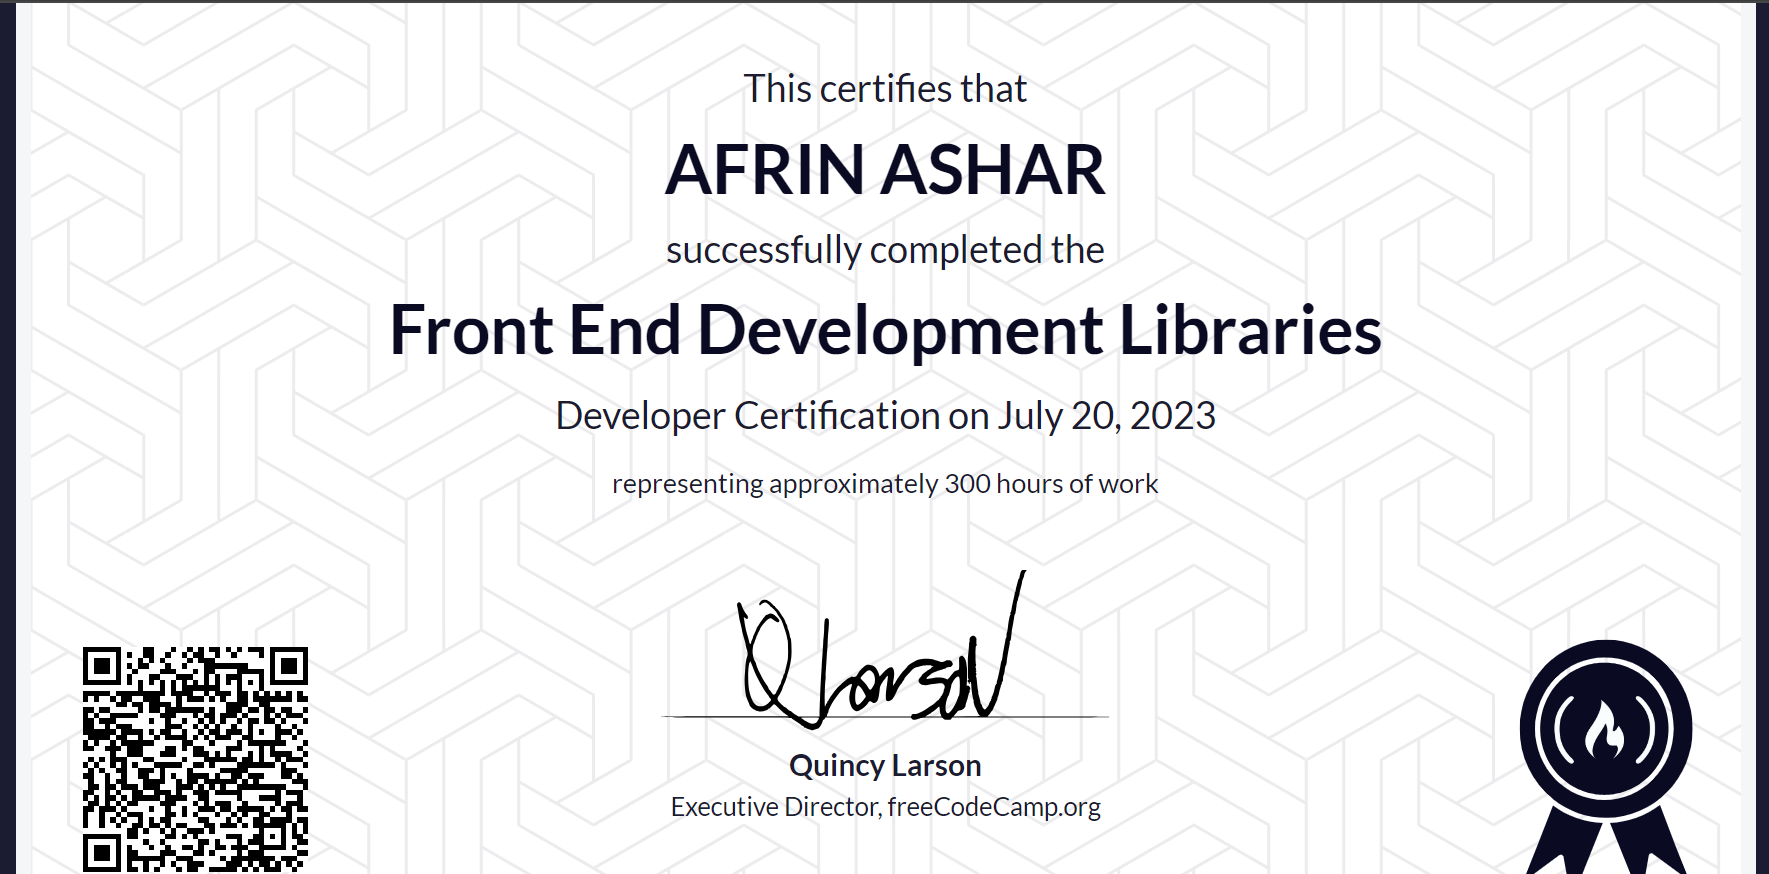 This certifies that
AFRIN ASHAR
successfully completed the
Front End Development Libraries
Developer Certification on July 20, 2023
representing approximately 300 hours of work
Q Larson
Quincy Larson
Executive Director, freeCodeCamp.org